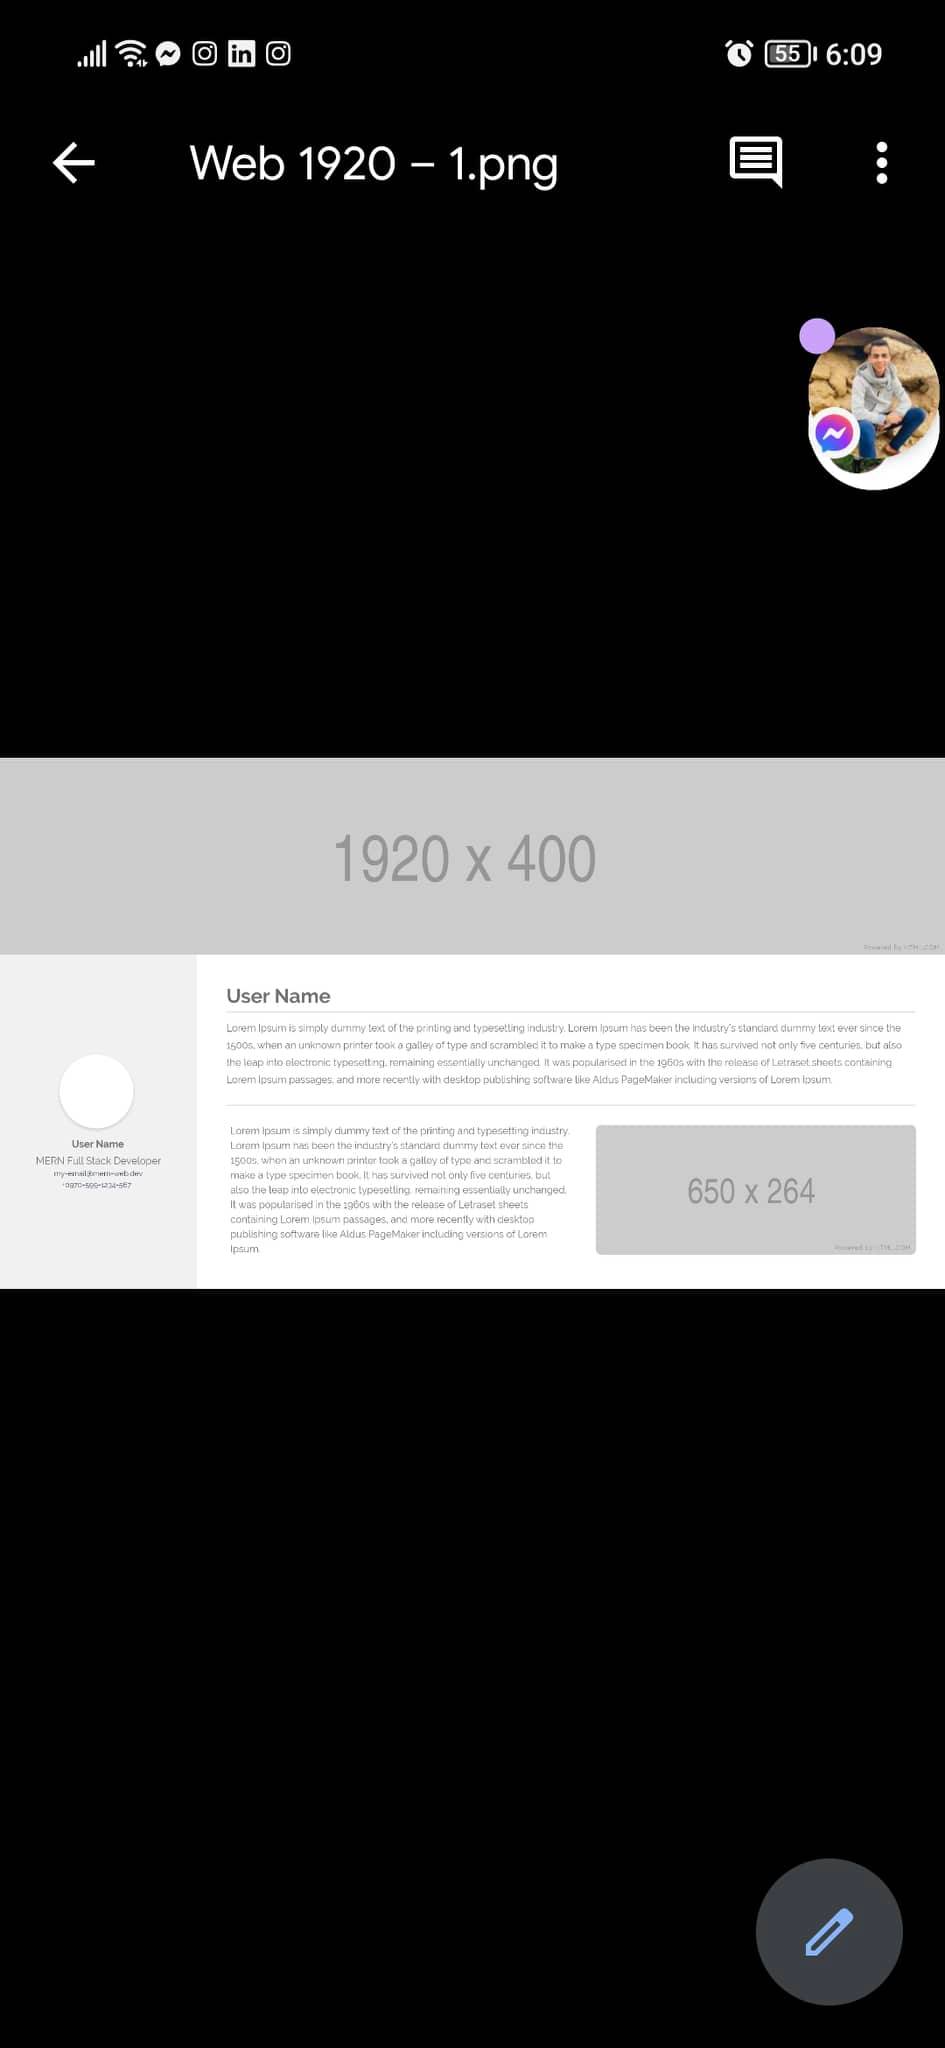 55 6:09
Web 1920 – 1.png
1920 x 400
Powered by HTML.COM
User Name
Lorem Ipsum is simply dummy text of the printing and typesetting industry. Lorem Ipsum has been the industry's standard dummy text ever since the
1500s, when an unknown printer took a galley of type and scrambled it to make a type specimen book. It has survived not only five centuries, but also
the leap into electronic typesetting, remaining essentially unchanged. It was popularised in the 1960s with the release of Letraset sheets containing
Lorem Ipsum passages, and more recently with desktop publishing software like Aldus PageMaker including versions of Lorem Ipsum.
User Name
MERN Full Stack Developer
my-email@mern-web.dev
+0970-599-1234-567
Lorem Ipsum is simply dummy text of the printing and typesetting industry.
Lorem Ipsum has been the industry's standard dummy text ever since the
1500s, when an unknown printer took a galley of type and scrambled it to
make a type specimen book. It has survived not only five centuries, but
also the leap into electronic typesetting, remaining essentially unchanged.
It was popularised in the 1960s with the release of Letraset sheets
containing Lorem Ipsum passages, and more recently with desktop
publishing software like Aldus PageMaker including versions of Lorem
Ipsum.
650 x 264
Powered by HTML.COM